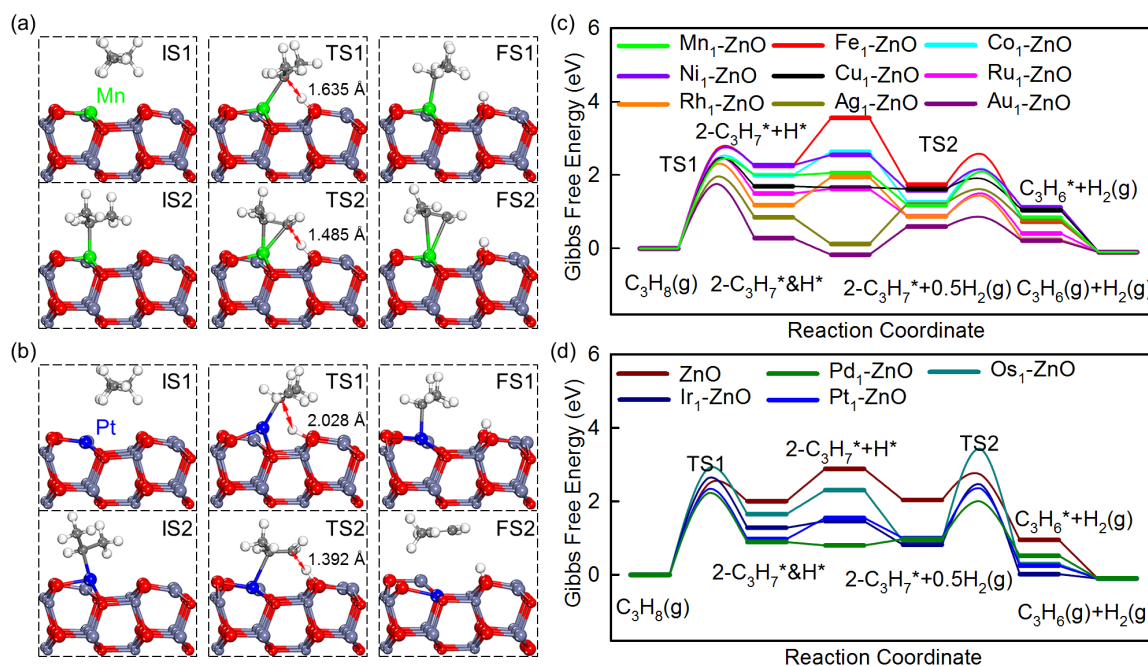 (a)
IS1
TS1
FS1
Mn
1.635 Å
IS2
TS2
FS2
1.485 Å
(b)
IS1
TS1
FS1
Pt
2.028 Å
IS2
TS2
FS2
1.392 Å
(c)
6
4
2
0
Gibbs Free Energy (eV)
Mn₁-ZnO
Fe₁-ZnO
Co₁-ZnO
Ni₁-ZnO
Cu₁-ZnO
Ru₁-ZnO
Rh₁-ZnO
Ag₁-ZnO
Au₁-ZnO
2-C₃H₇*+H*
TS1
TS2
C₃H₆*+H₂(g)
C₃H₈(g)
2-C₃H₇*&H*
2-C₃H₇*+0.5H₂(g)
C₃H₆(g)+H₂(g)
Reaction Coordinate
(d)
6
4
2
0
Gibbs Free Energy (eV)
ZnO
Pd₁-ZnO
Os₁-ZnO
Ir₁-ZnO
Pt₁-ZnO
TS1
2-C₃H₇*+H*
TS2
C₃H₆*+H₂(g)
2-C₃H₇*&H*
2-C₃H₇*+0.5H₂(g)
C₃H₈(g)
C₃H₆(g)+H₂(g)
Reaction Coordinate